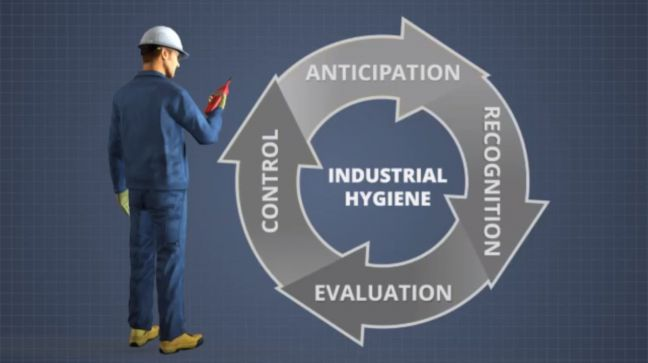 ANTICIPATION
RECOGNITION
EVALUATION
CONTROL
INDUSTRIAL
HYGIENE